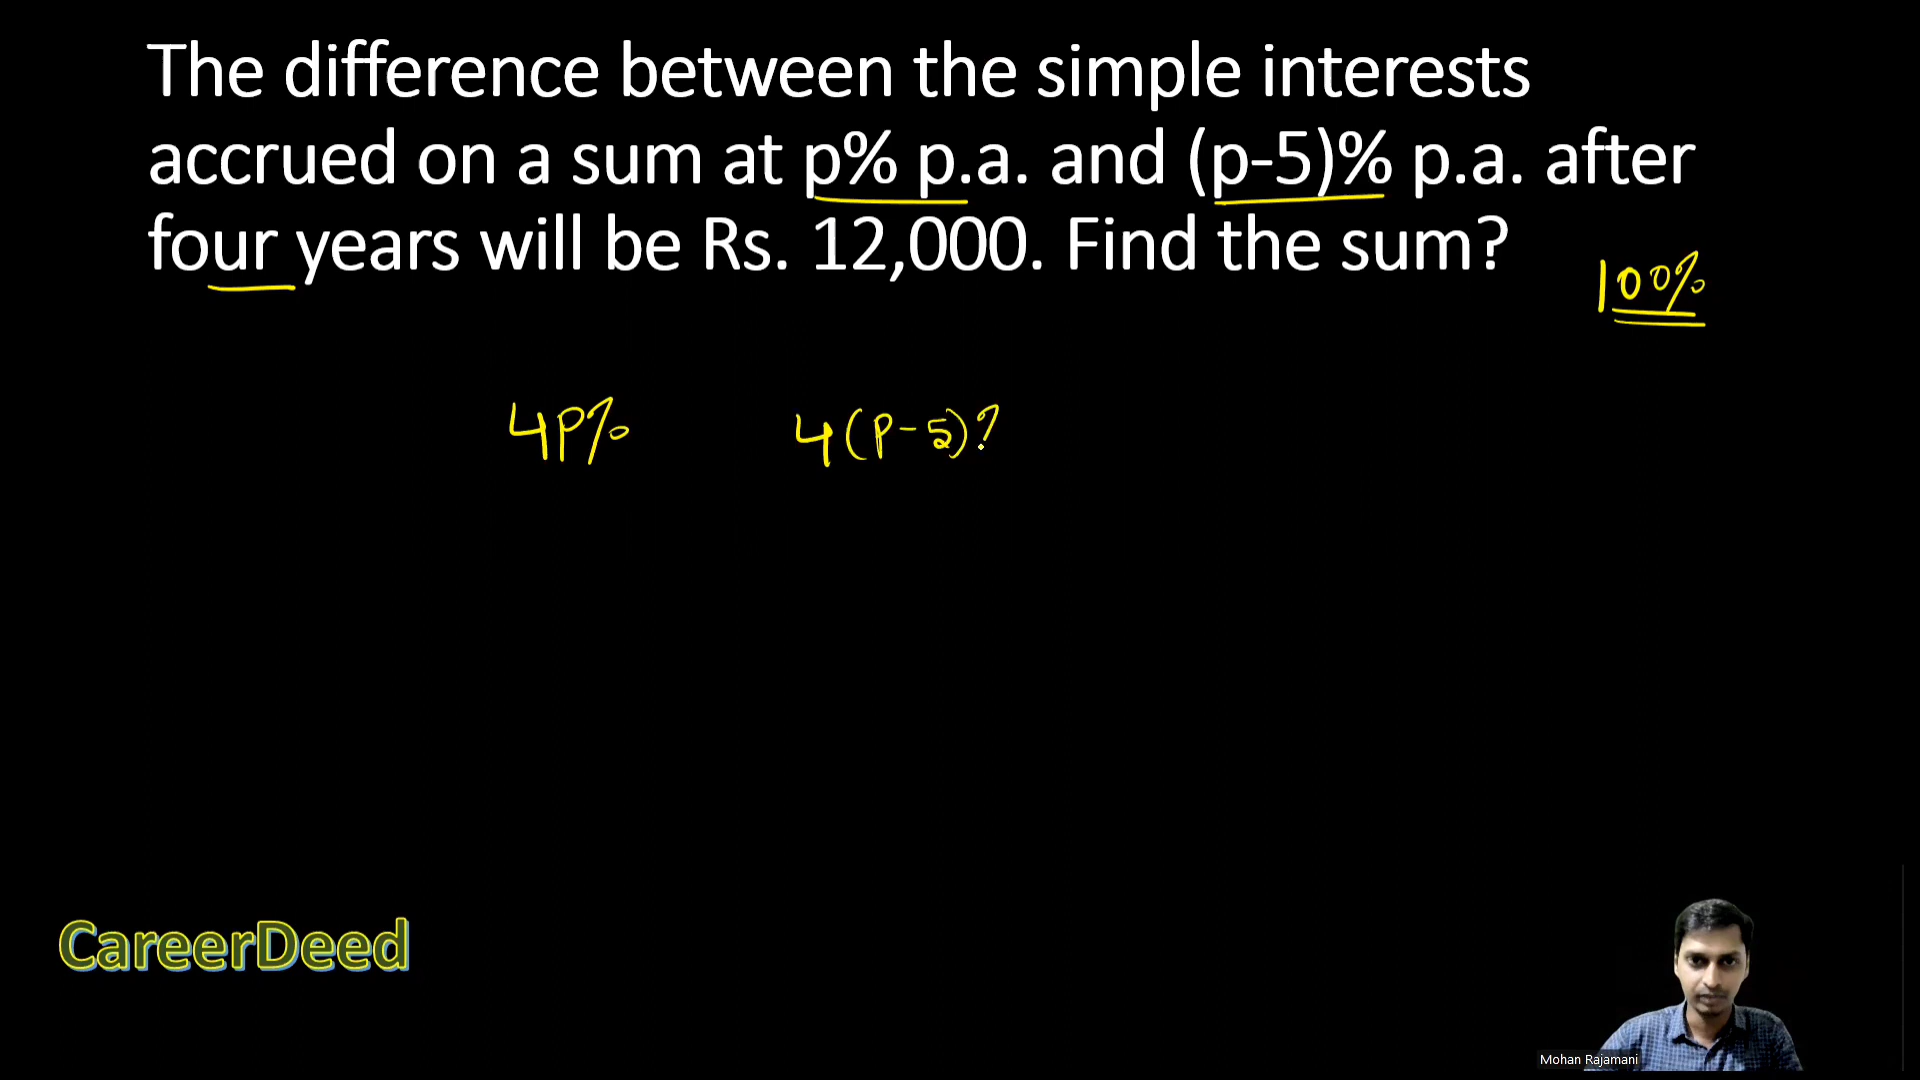 The difference between the simple interests
accrued on a sum at p% p.a. and (p-5)% p.a. after
four years will be Rs. 12,000. Find the sum?
100%
4P% 4(P-5)?
CareerDeed
Mohan Rajamani